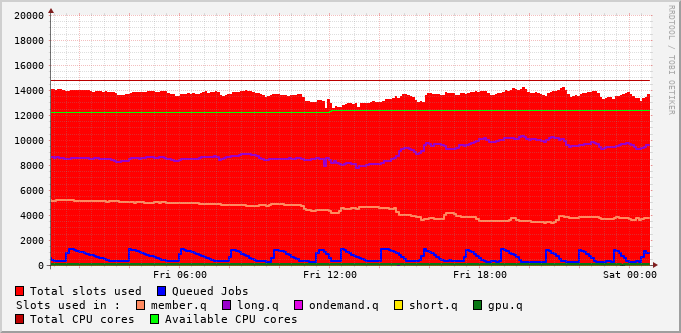 RRDTOOL / TOBI OETIKER
20000
18000
16000
14000
12000
10000
8000
6000
4000
2000
0
Fri 06:00 Fri 12:00 Fri 18:00 Sat 00:00
Total slots used Queued Jobs
Slots used in : member.q long.q ondemand.q short.q gpu.q
Total CPU cores Available CPU cores